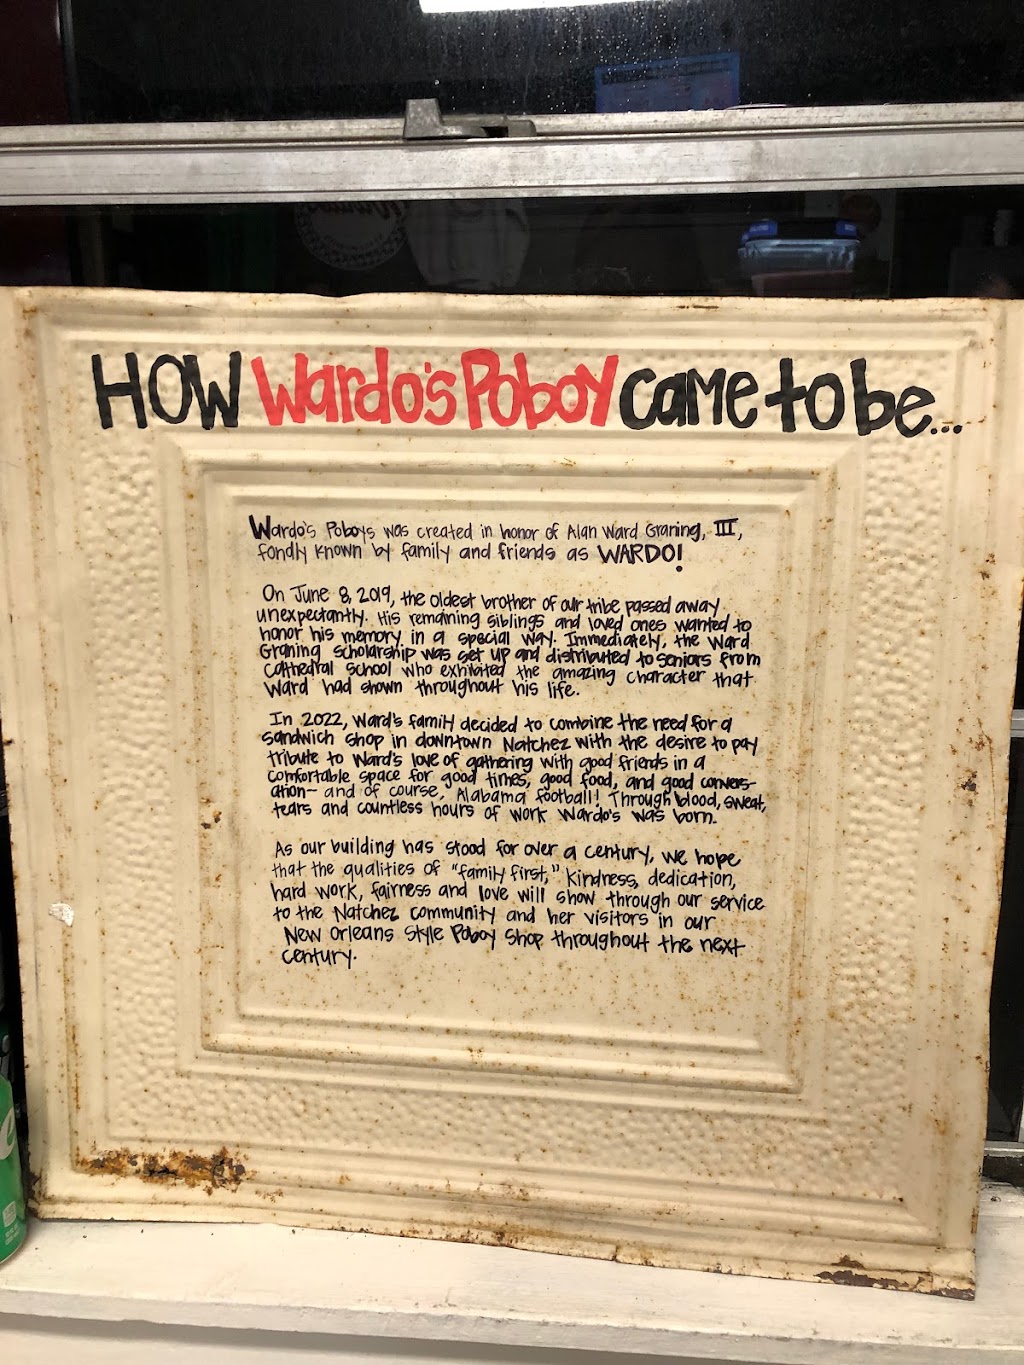 HOW Wardo's Poboy came to be...
Wardo's Poboys was created in honor of Alan Ward Graning, III,
fondly known by family and friends as WARDO!
On June 8, 2019, the oldest brother of our tribe passed away
unexpectantly. His remaining siblings and loved ones wanted to
honor his memory in a special way. Immediately, the Ward
Graning Scholarship was set up and distributed to seniors from
Cathedral School who exhibited the amazing character that
Ward had shown throughout his life.
In 2022, Ward's family decided to combine the need for a
sandwich shop in downtown Natchez with the desire to pay
tribute to Ward's love of gathering with good friends in a
comfortable space for good times, good food, and good convers-
ation- and of course, Alabama football! Through blood, sweat,
tears and countless hours of work Wardo's was born.
As our building has stood for over a century, we hope
that the qualities of "family first," kindness, dedication,
hard work, fairness and love will show through our service
to the Natchez community and her visitors in our
New Orleans Style Poboy Shop throughout the next
century.